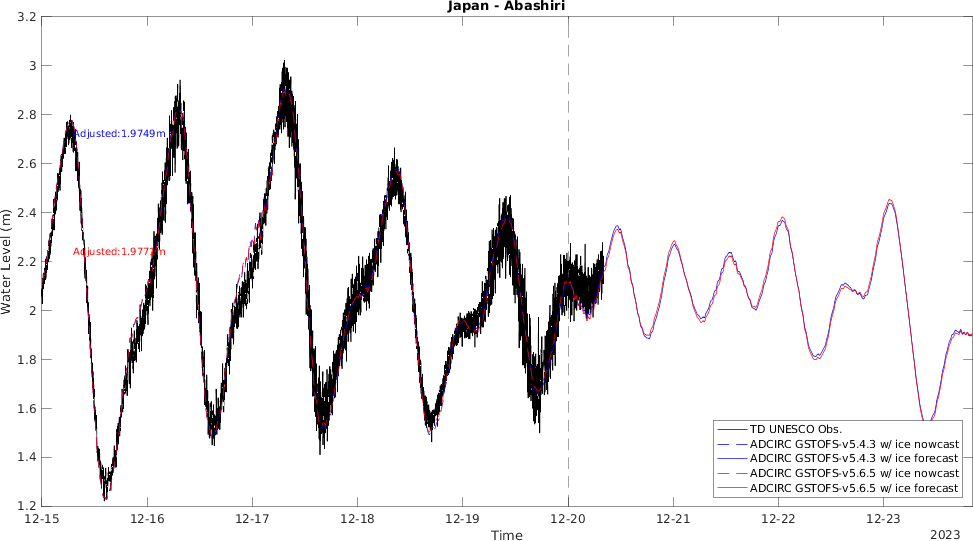 Japan - Abashiri
3.2
3
2.8
2.6
2.4
2.2
2
1.8
1.6
1.4
1.2
Water Level (m)
Adjusted:1.9749m
Adjusted:1.9771m
TD UNESCO Obs.
ADCIRC GSTOFS-v5.4.3 w/ ice nowcast
ADCIRC GSTOFS-v5.4.3 w/ ice forecast
ADCIRC GSTOFS-v5.6.5 w/ ice nowcast
ADCIRC GSTOFS-v5.6.5 w/ ice forecast
12-15 12-16 12-17 12-18 12-19 12-20 12-21 12-22 12-23
Time
2023